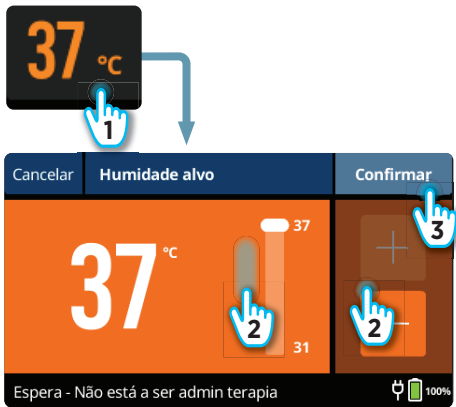 37 °C
1
Cancelar Humidade alvo Confirmar
3
37 °C
37
2
2
31
Espera - Não está a ser admin terapia 100%